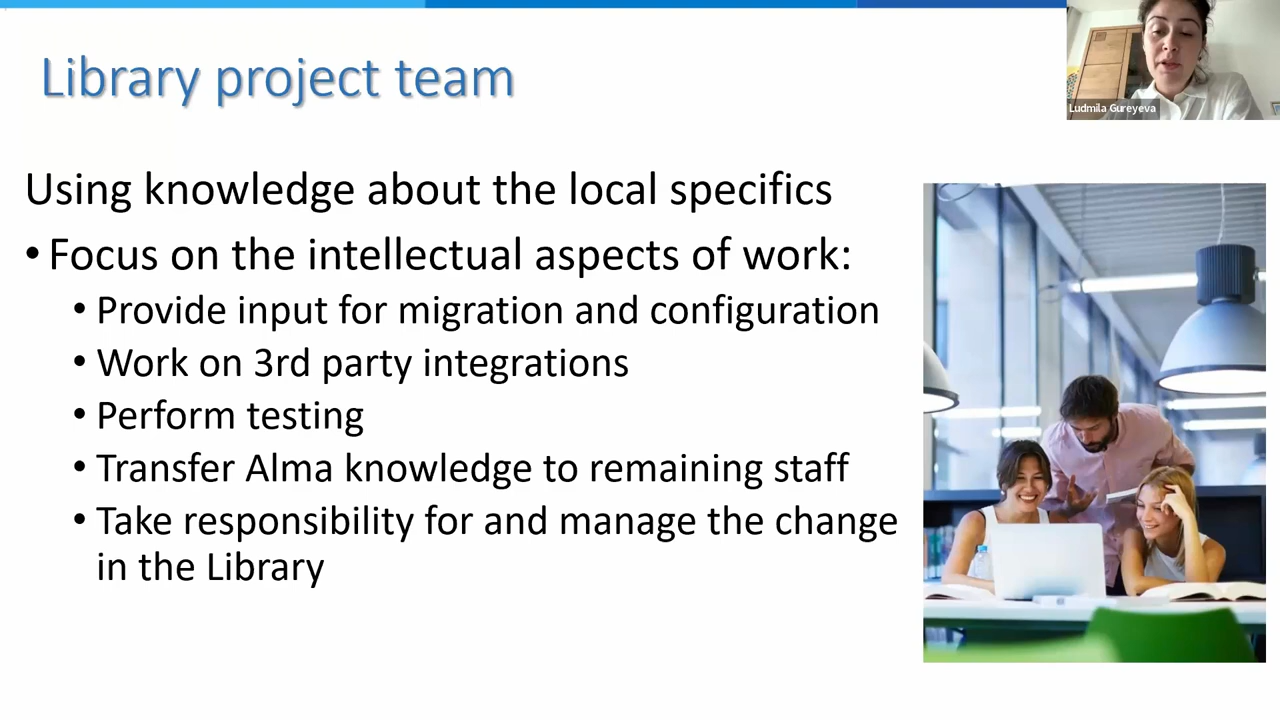 Library project team
Ludmila Gureyeva
Using knowledge about the local specifics
• Focus on the intellectual aspects of work:
• Provide input for migration and configuration
• Work on 3rd party integrations
• Perform testing
• Transfer Alma knowledge to remaining staff
• Take responsibility for and manage the change
in the Library